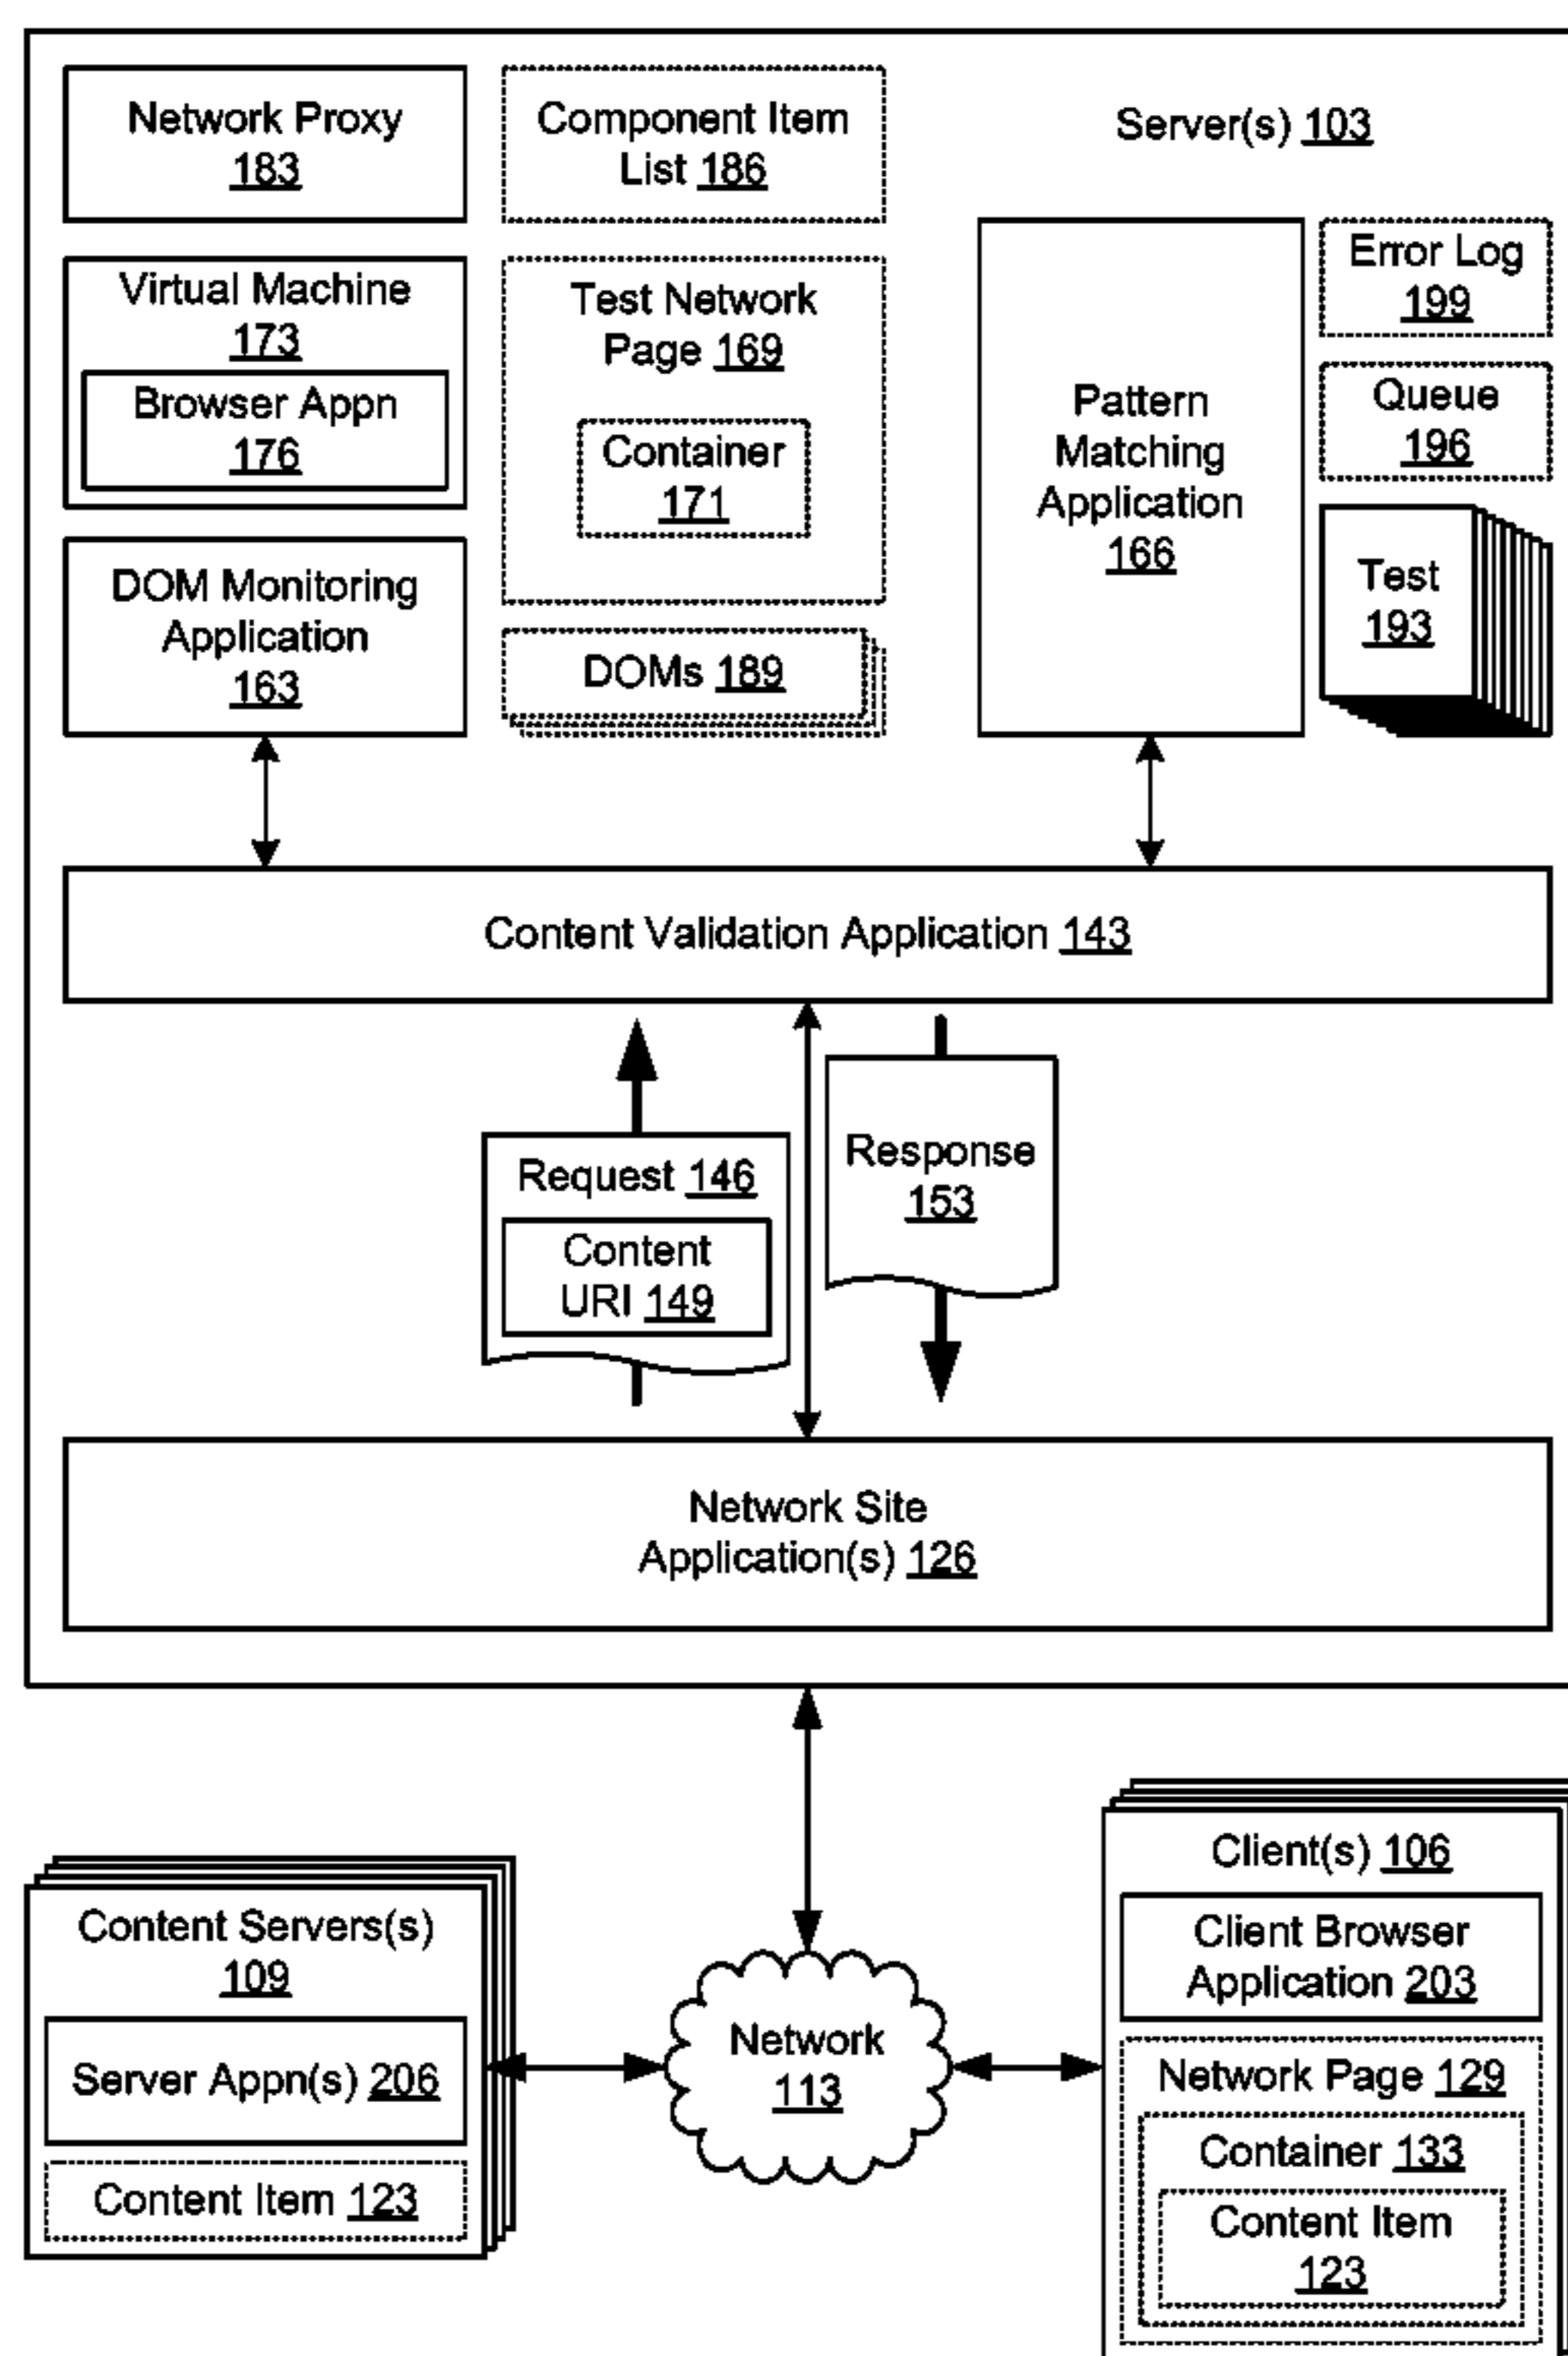 Network Proxy
183
Component Item
List 186
Server(s) 103
Virtual Machine
173
Browser Appn
176
Test Network
Page 169
Container
171
Pattern
Matching
Application
166
Error Log
199
Queue
196
Test
193
DOM Monitoring
Application
163
DOMs 189
Content Validation Application 143
Request 146
Content
URI 149
Response
153
Network Site
Application(s) 126
Content Servers(s)
109
Server Appn(s) 206
Content Item 123
Network
113
Client(s) 106
Client Browser
Application 203
Network Page 129
Container 133
Content Item
123